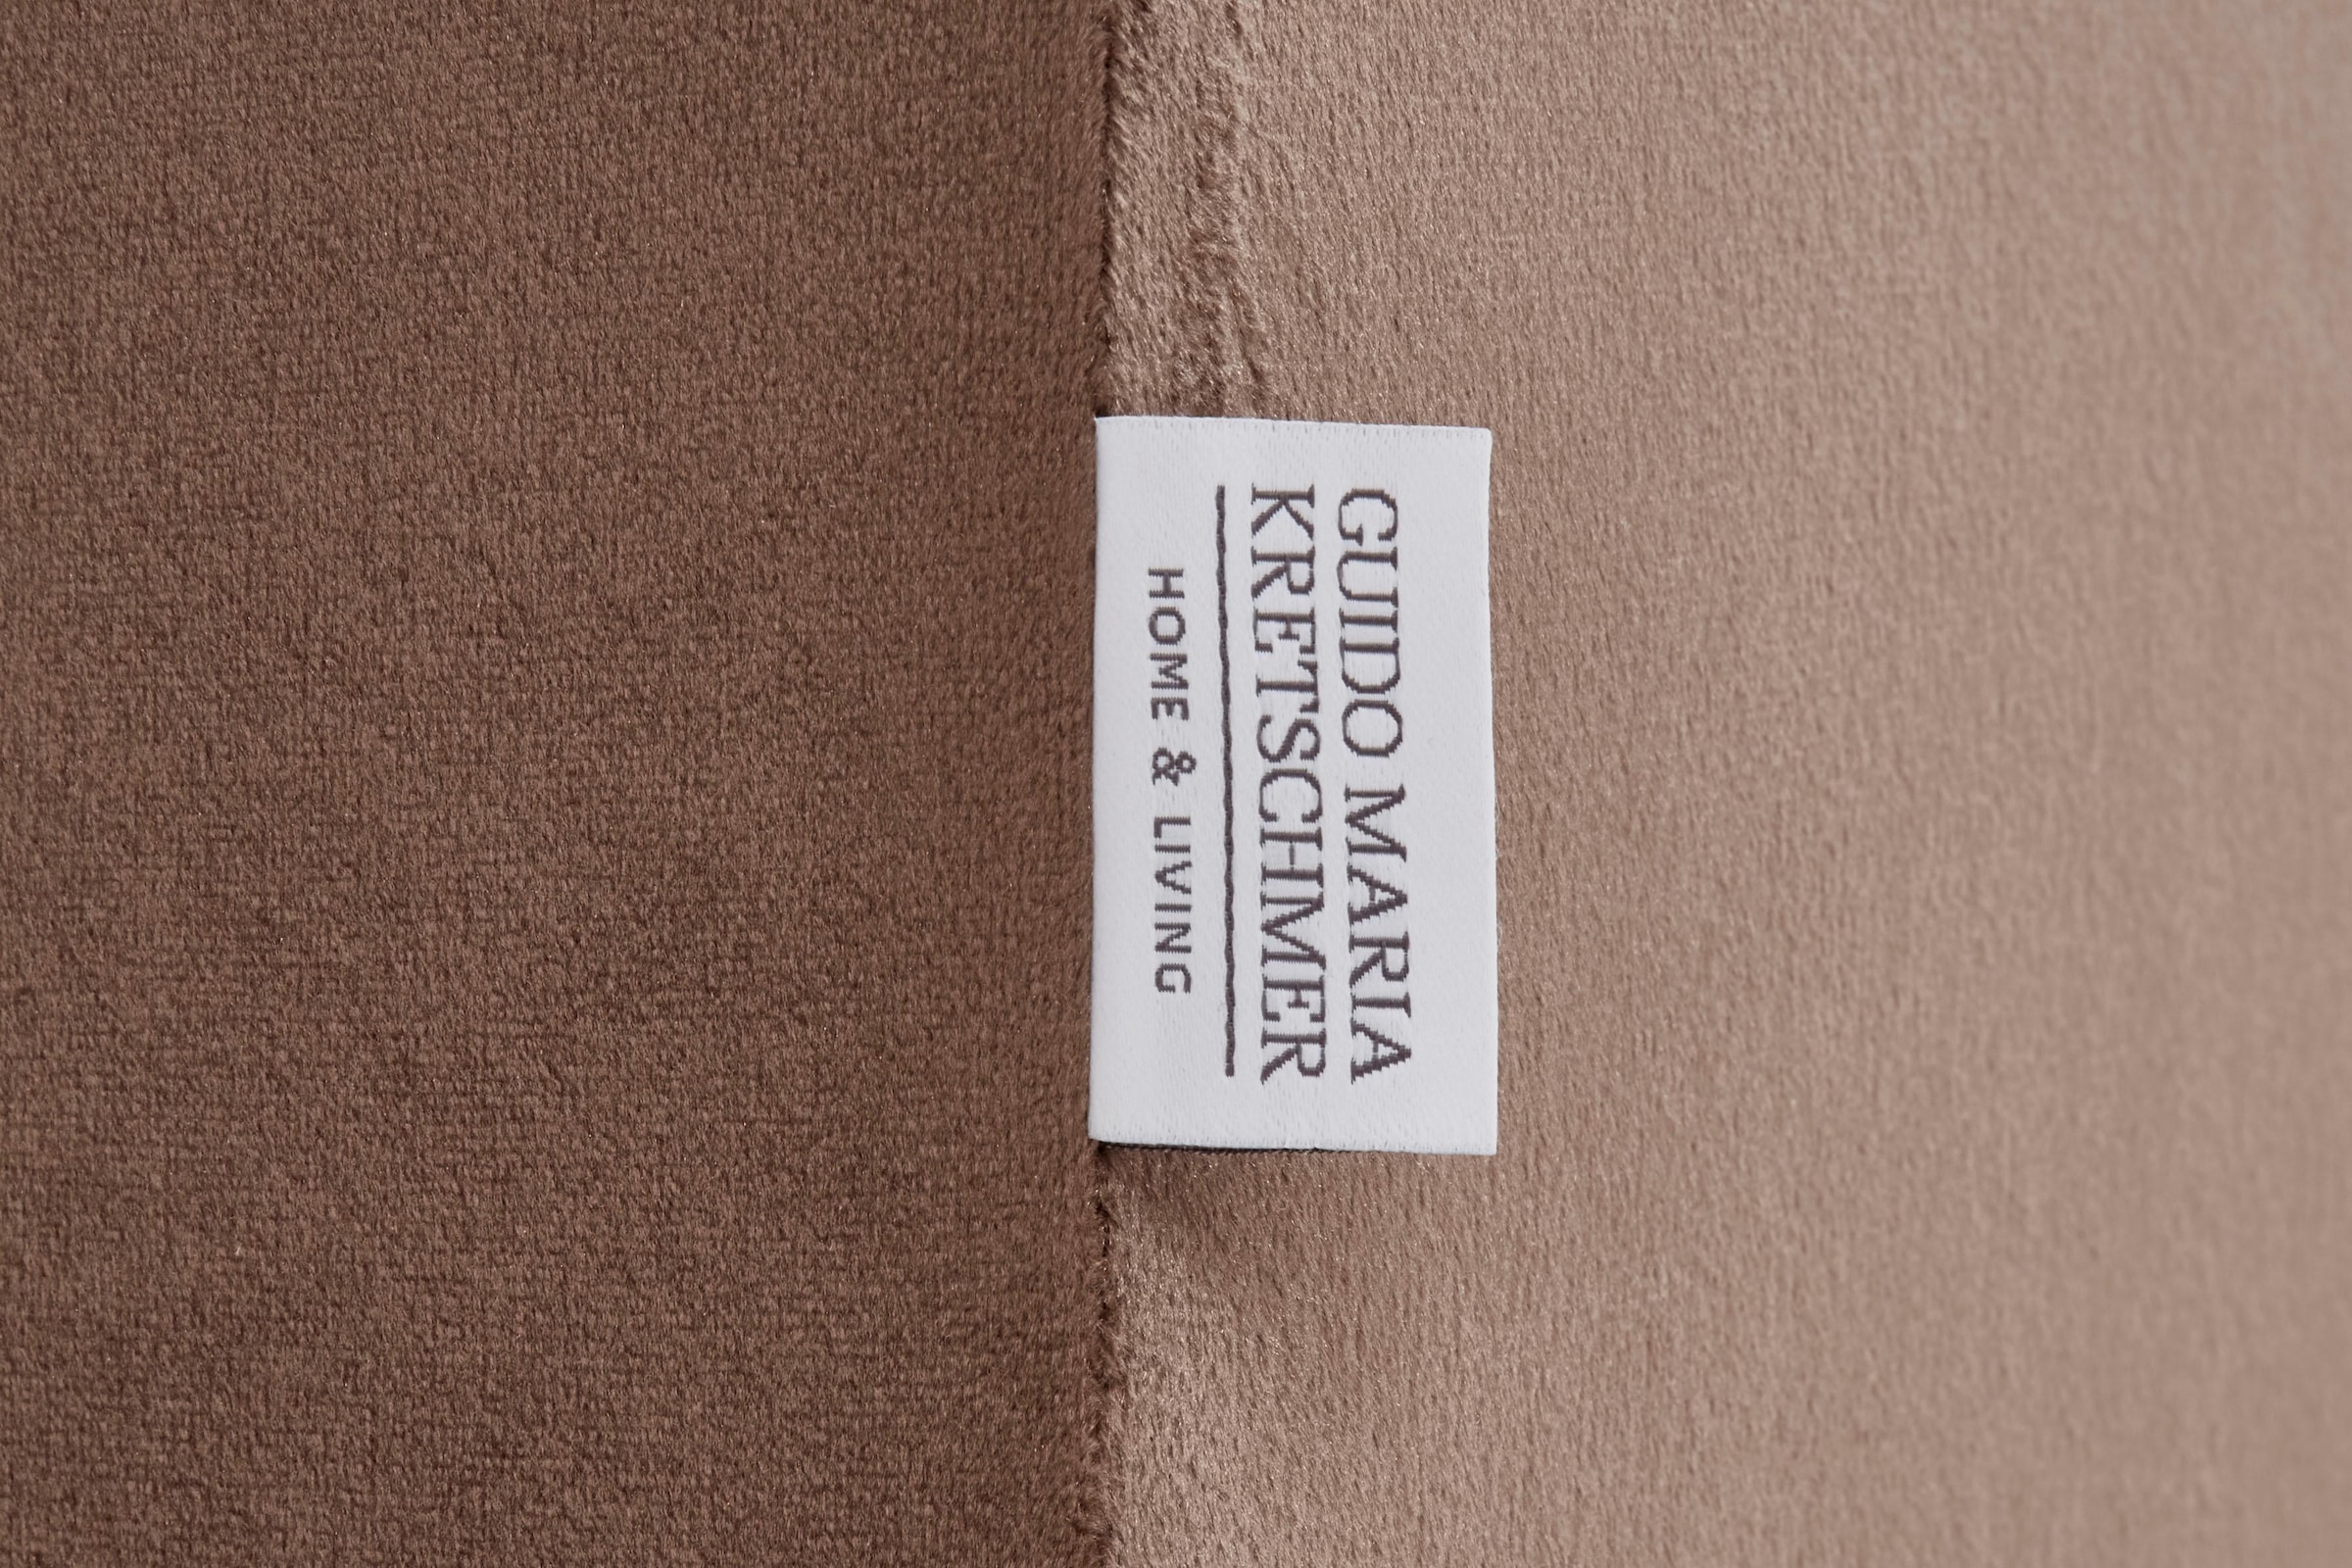 GUIDO MARIA
KRETSCHMER
HOME & LIVING